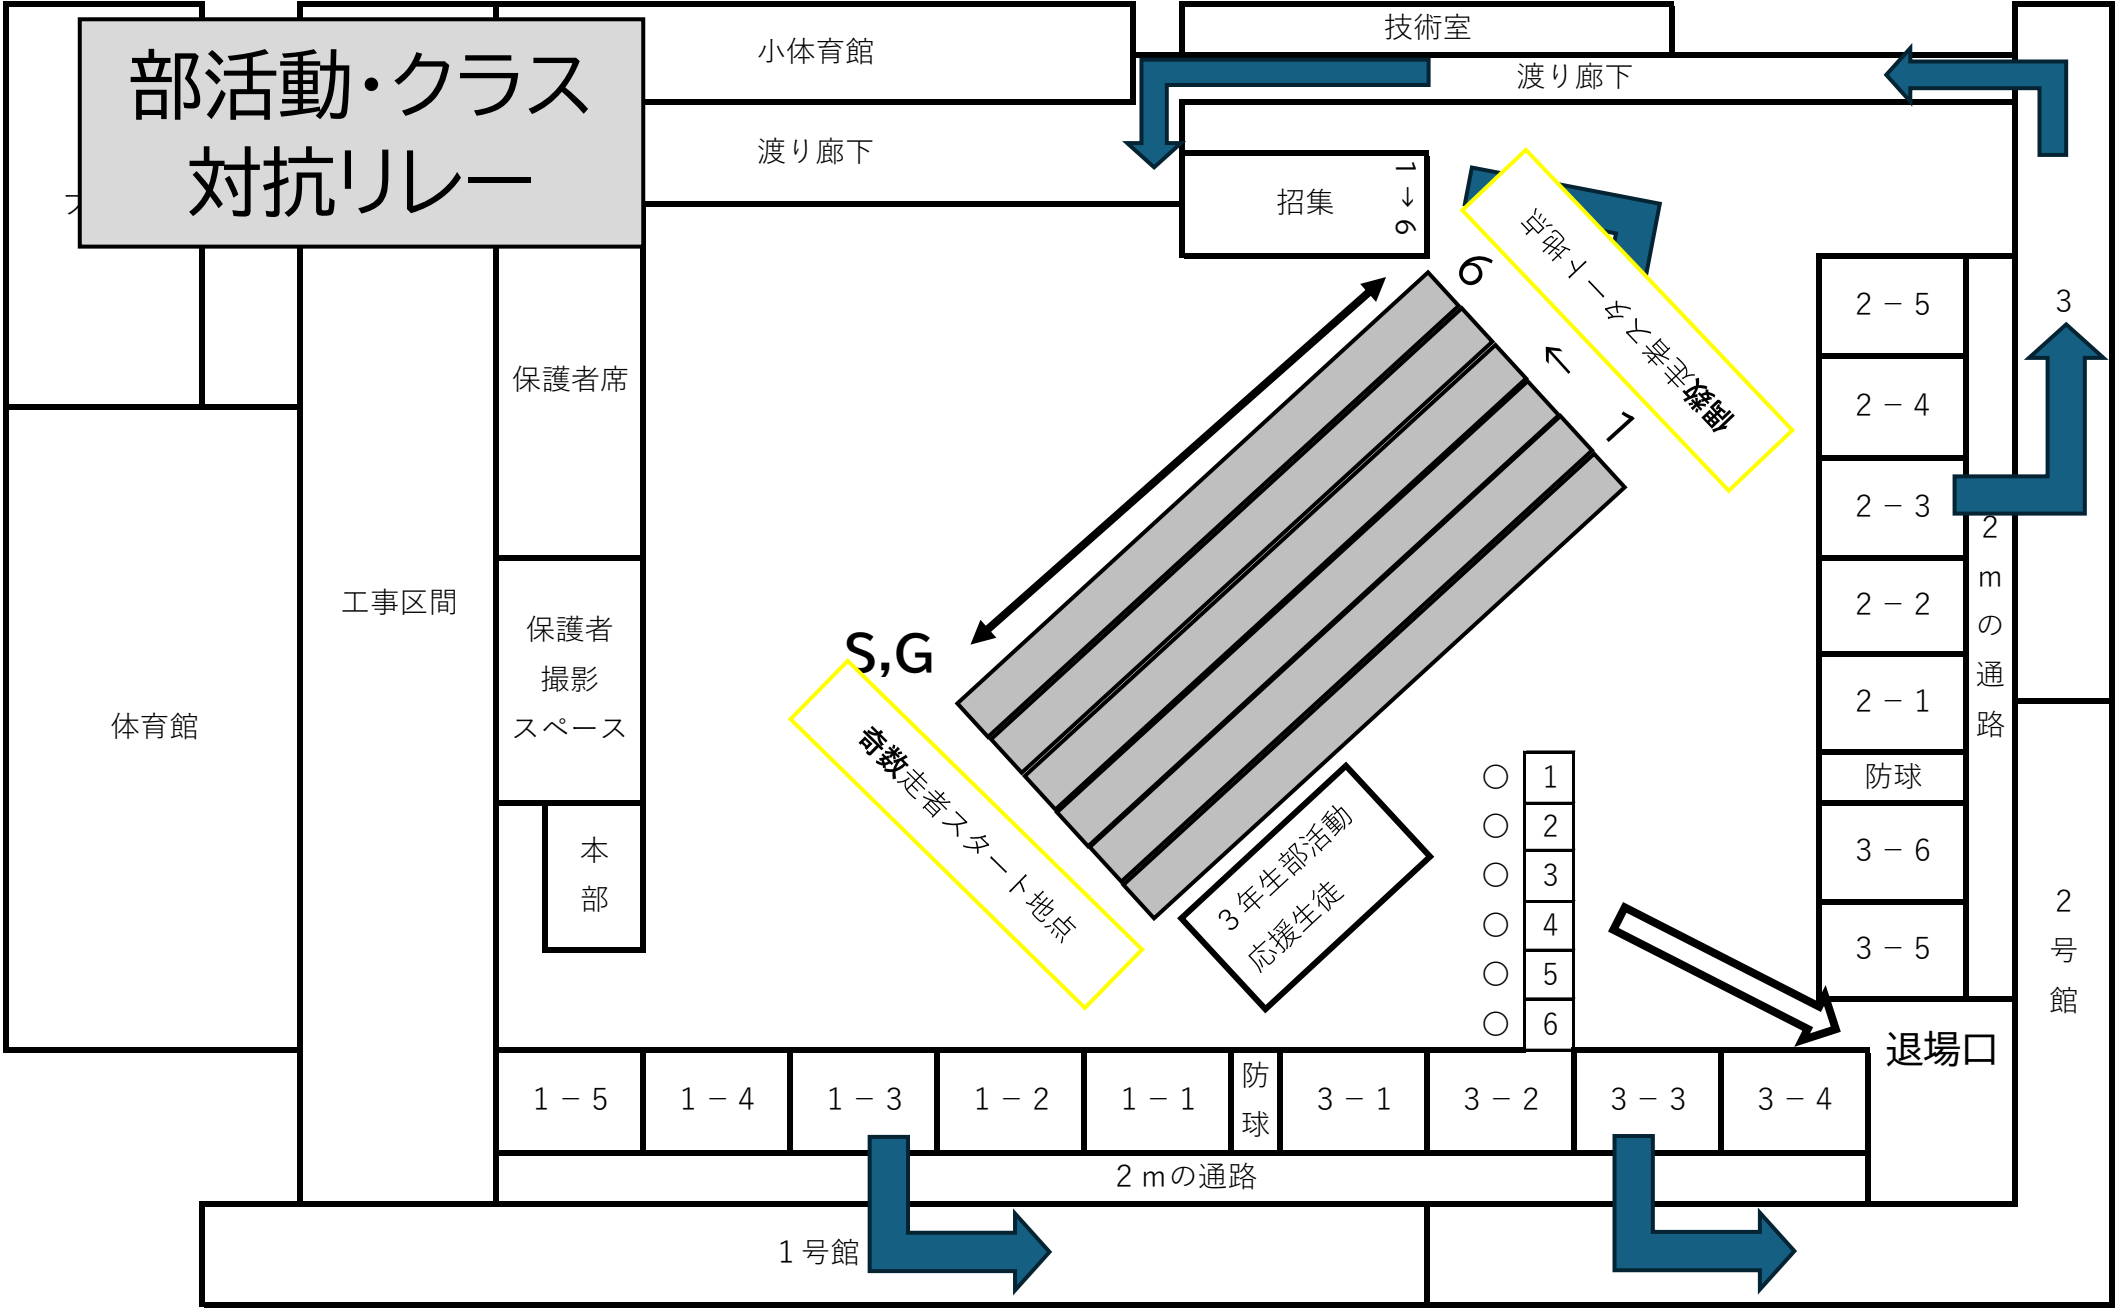 部活動･クラス
対抗リレー
小体育館
技術室
渡り廊下
渡り廊下
招集
1→6
6
↑
1
偶数走者スタート地点
保護者席
工事区間
保護者
撮影
スペース
本
部
体育館
S,G
奇数走者スタート地点
３年生部活動
応援生徒
○ 1
○ 2
○ 3
○ 4
○ 5
○ 6
２－５
２－４
２－３
２－２
２－１
防球
３－６
３－５
２ｍの通路
3
２号館
退場口
１－５
１－４
１－３
１－２
１－１
防球
３－１
３－２
３－３
３－４
２ｍの通路
１号館